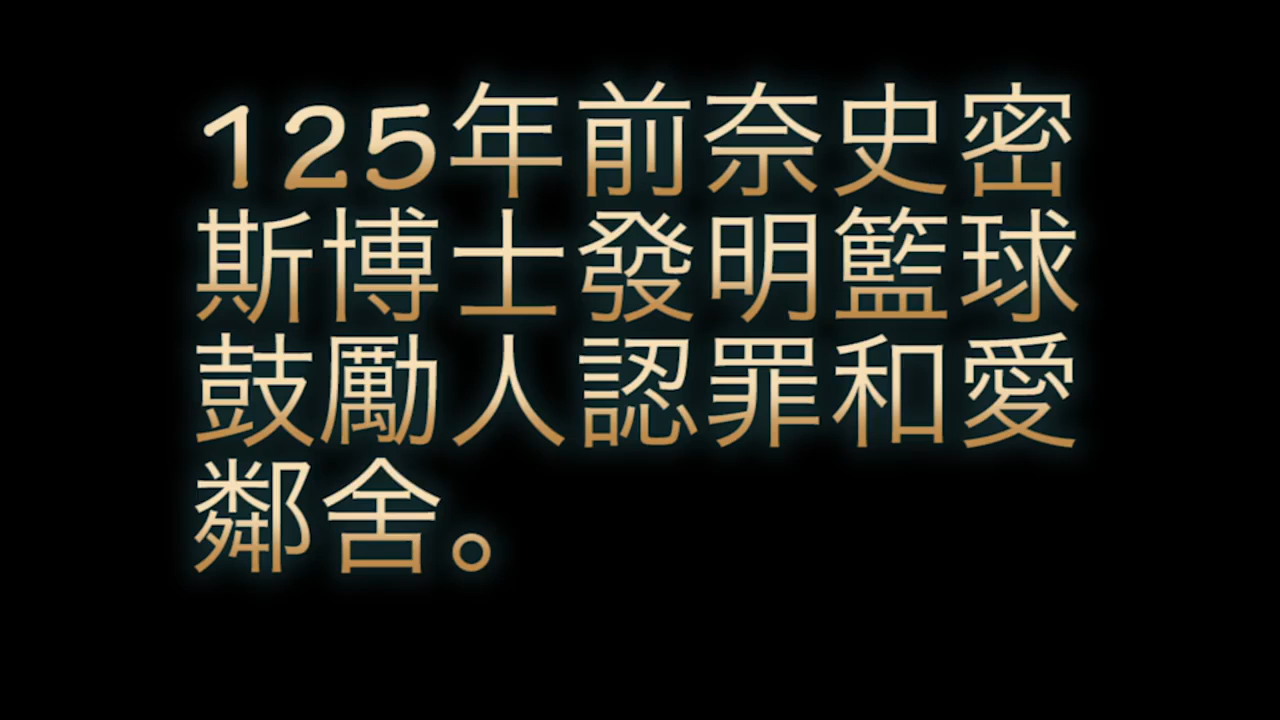 125年前奈史密
斯博士發明籃球
鼓勵人認罪和愛
鄰舍。